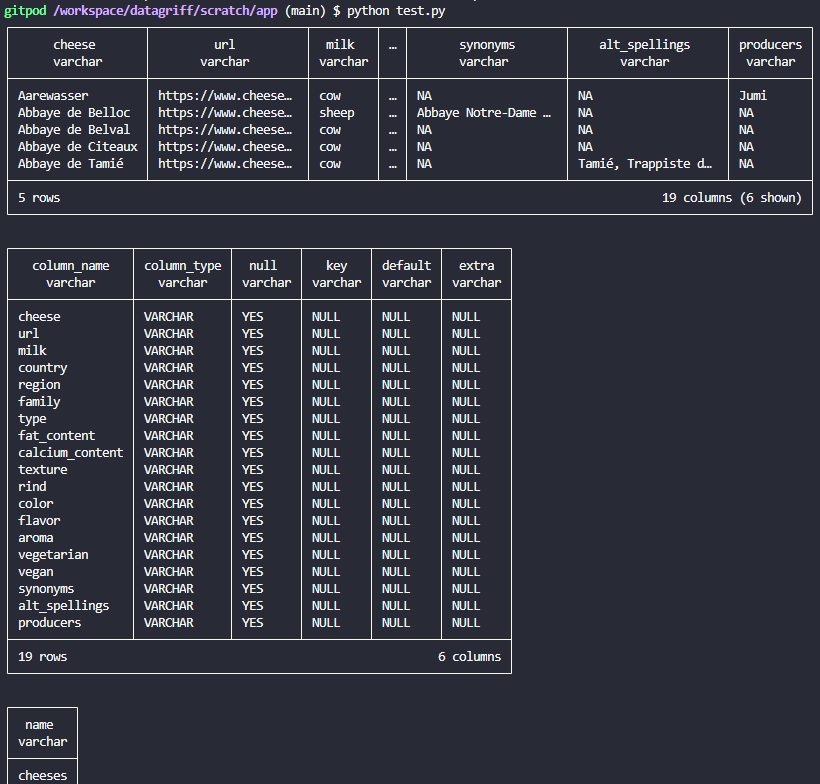 gitpod /workspace/datagriff/scratch/app (main) $ python test.py
cheese url milk … synonyms alt_spellings producers
varchar varchar varchar varchar varchar varchar
Aarewasser https://www.cheese… cow … NA NA Jumi
Abbaye de Belloc https://www.cheese… sheep … Abbaye Notre-Dame … NA NA
Abbaye de Belval https://www.cheese… cow … NA NA NA
Abbaye de Citeaux https://www.cheese… cow … NA NA NA
Abbaye de Tamié https://www.cheese… cow … NA Tamié, Trappiste d… NA
5 rows 19 columns (6 shown)
column_name column_type null key default extra
varchar varchar varchar varchar varchar varchar
cheese VARCHAR YES NULL NULL NULL
url VARCHAR YES NULL NULL NULL
milk VARCHAR YES NULL NULL NULL
country VARCHAR YES NULL NULL NULL
region VARCHAR YES NULL NULL NULL
family VARCHAR YES NULL NULL NULL
type VARCHAR YES NULL NULL NULL
fat_content VARCHAR YES NULL NULL NULL
calcium_content VARCHAR YES NULL NULL NULL
texture VARCHAR YES NULL NULL NULL
rind VARCHAR YES NULL NULL NULL
color VARCHAR YES NULL NULL NULL
flavor VARCHAR YES NULL NULL NULL
aroma VARCHAR YES NULL NULL NULL
vegetarian VARCHAR YES NULL NULL NULL
vegan VARCHAR YES NULL NULL NULL
synonyms VARCHAR YES NULL NULL NULL
alt_spellings VARCHAR YES NULL NULL NULL
producers VARCHAR YES NULL NULL NULL
19 rows 6 columns
name
varchar
cheeses